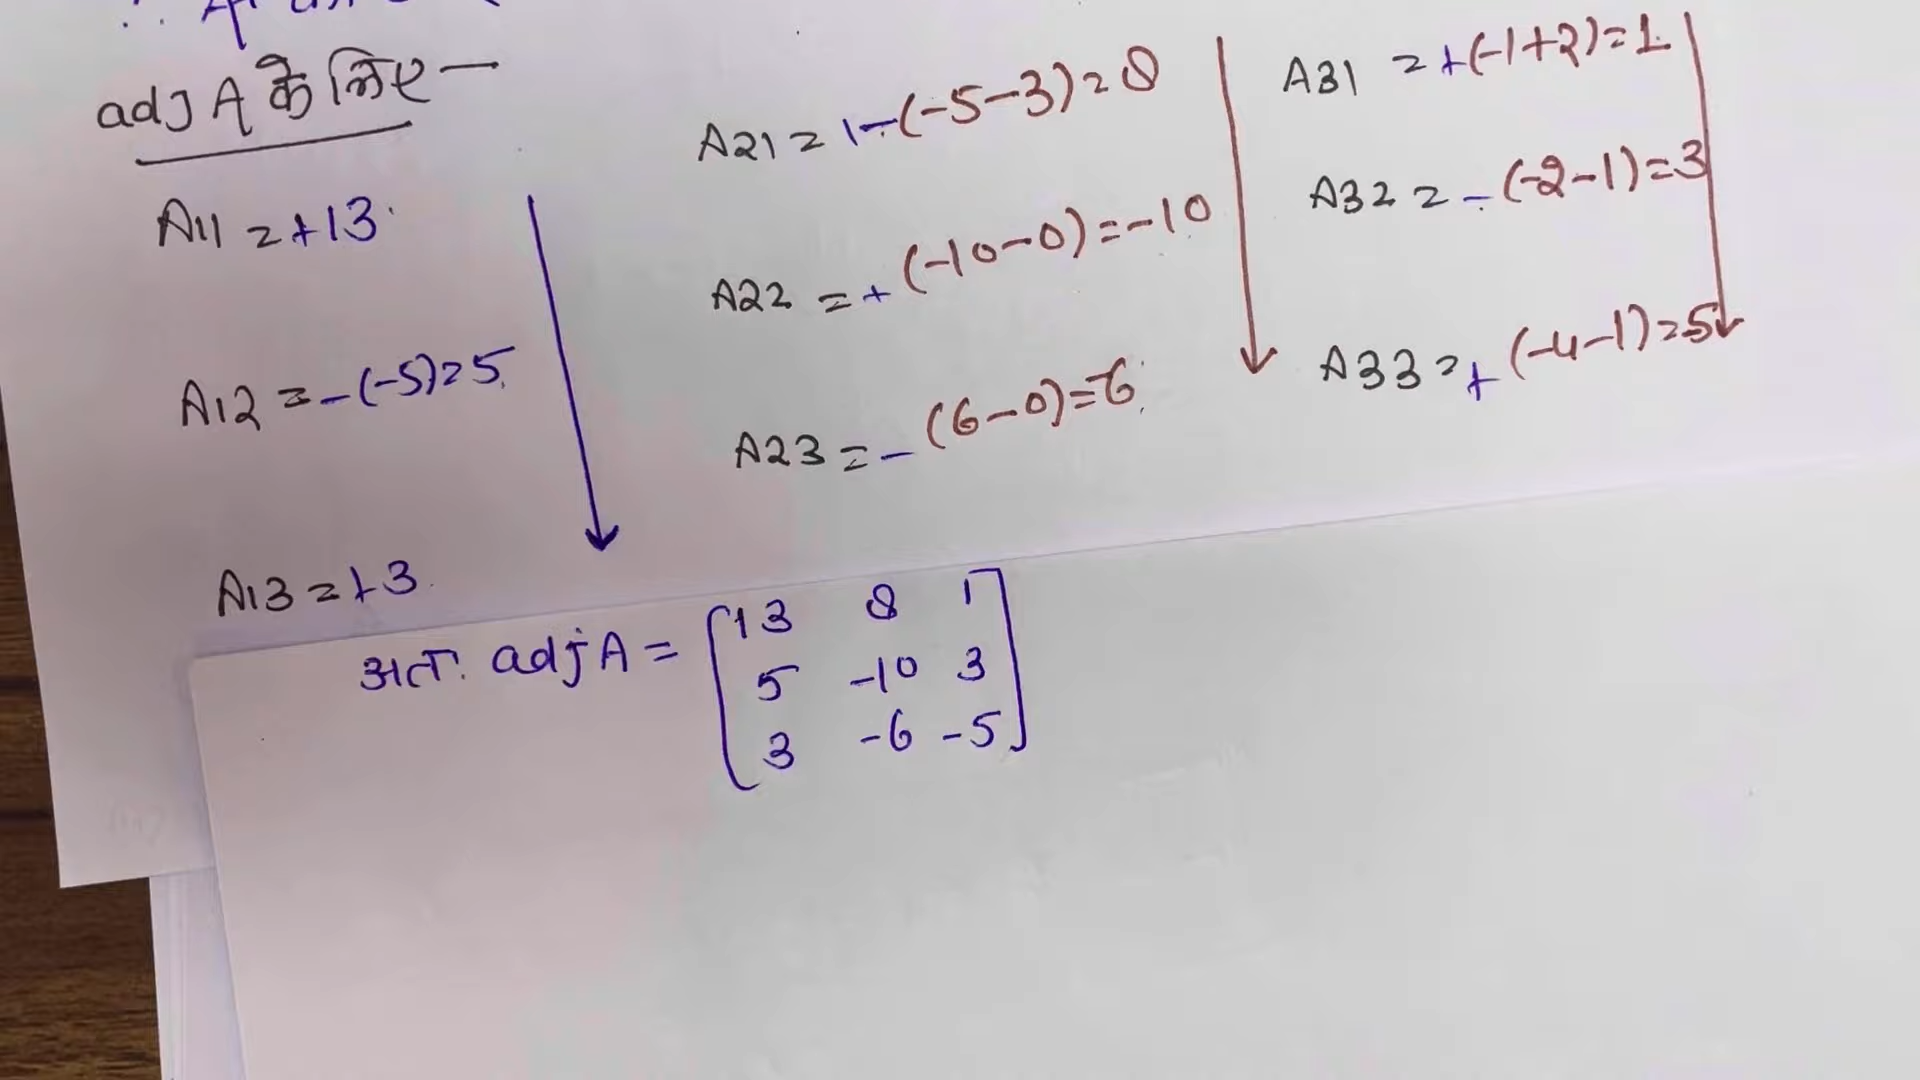 adj A के लिए —
A11 = +13
A12 = -(-5) = 5
A13 = +3
A21 = 1-(-5-3) = 8
A22 = +(-10-0) = -10
A23 = -(6-0) = -6
A31 = +(-1+2) = 1
A32 = -(-2-1) = 3
A33 = +(-4-1) = 5
अतः adj A =
13 8 1
5 -10 3
3 -6 -5